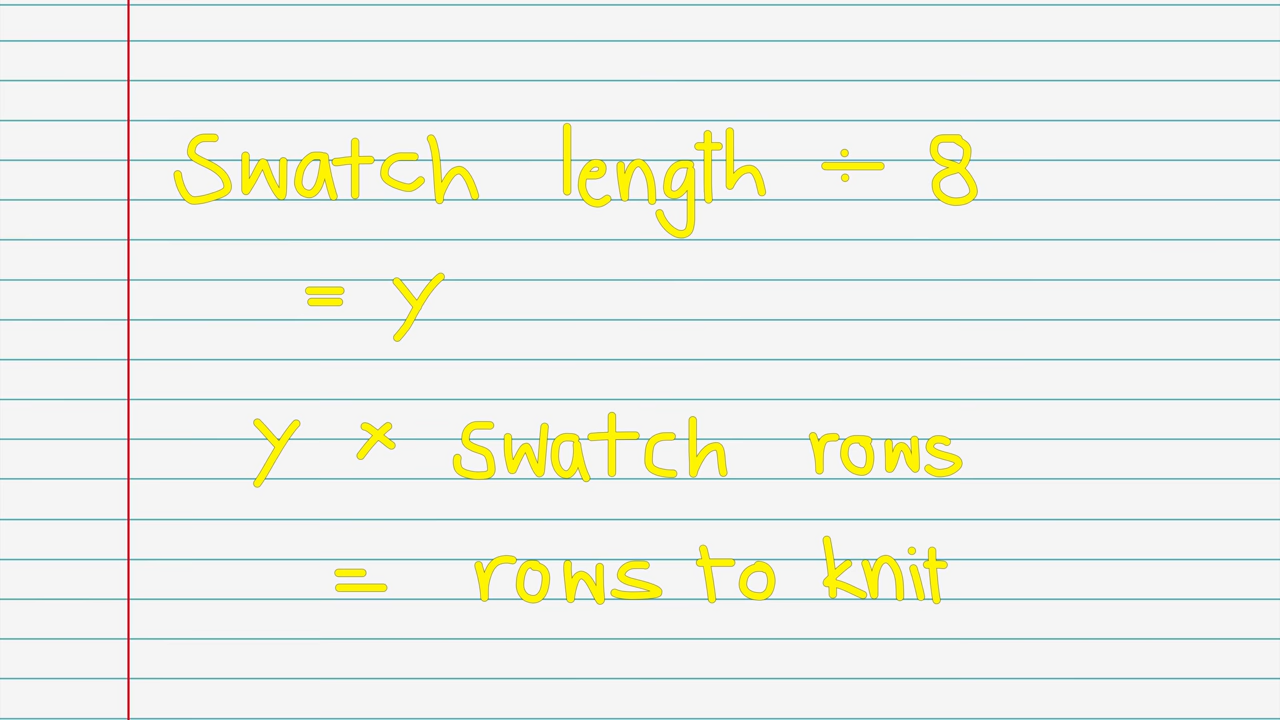 Swatch length ÷ 8
= y
y × swatch rows
= rows to knit